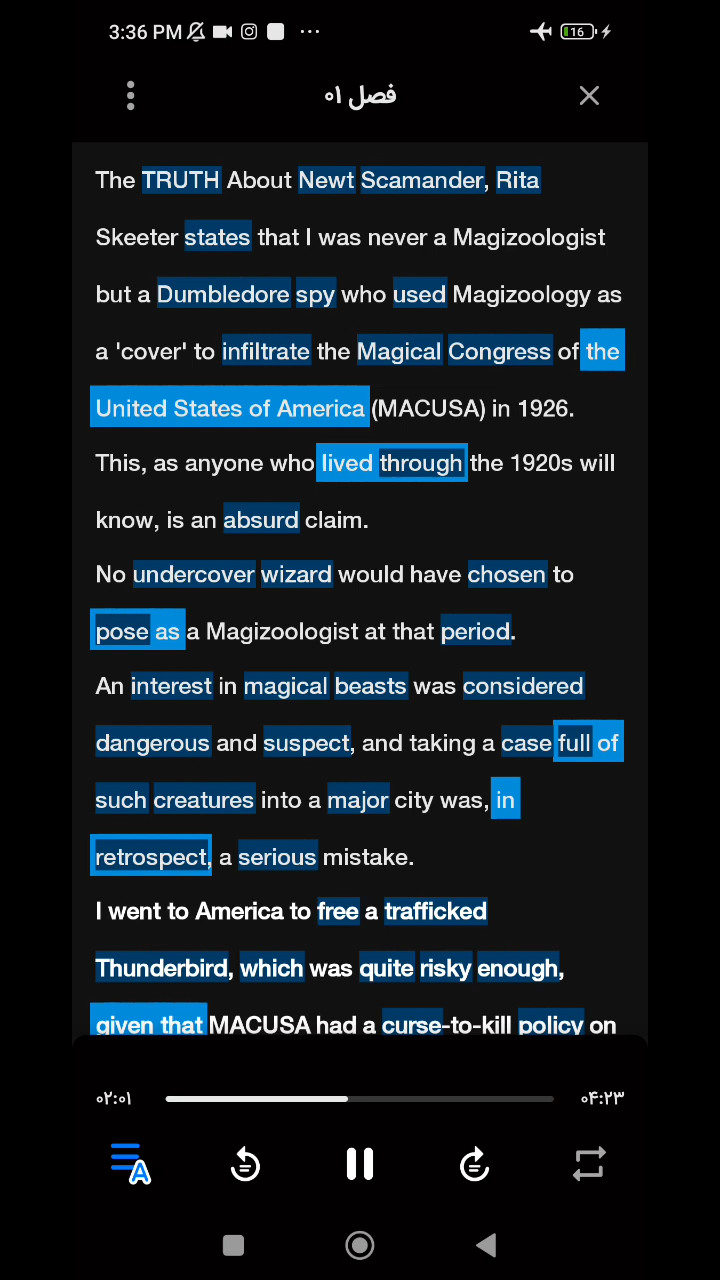 3:36 PM ... 16
فصل ۰۱
The TRUTH About Newt Scamander, Rita
Skeeter states that I was never a Magizoologist
but a Dumbledore spy who used Magizoology as
a 'cover' to infiltrate the Magical Congress of the
United States of America (MACUSA) in 1926.
This, as anyone who lived through the 1920s will
know, is an absurd claim.
No undercover wizard would have chosen to
pose as a Magizoologist at that period.
An interest in magical beasts was considered
dangerous and suspect, and taking a case full of
such creatures into a major city was, in
retrospect, a serious mistake.
I went to America to free a trafficked
Thunderbird, which was quite risky enough,
given that MACUSA had a curse-to-kill policy on
۰۲:۰۱ ۰۴:۲۳
A